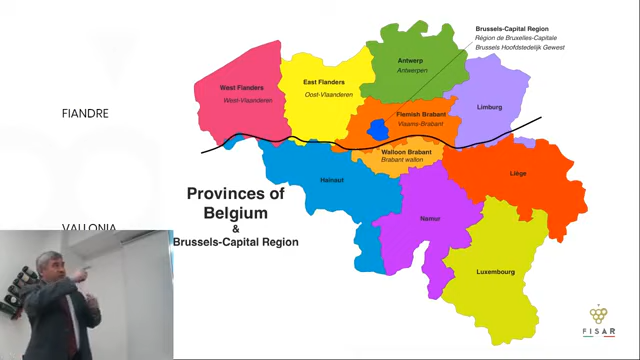 Brussels-Capital Region
Région de Bruxelles-Capitale
Brussels Hoofdstedelijk Gewest
Antwerp
Antwerpen
East Flanders
Oost-Vlaanderen
West Flanders
West-Vlaanderen
Limburg
FIANDRE
Flemish Brabant
Vlaams-Brabant
Walloon Brabant
Brabant wallon
Liège
Hainaut
Provinces of
Belgium
&
Brussels-Capital Region
Namur
VALLONIA
Luxembourg
FISAR